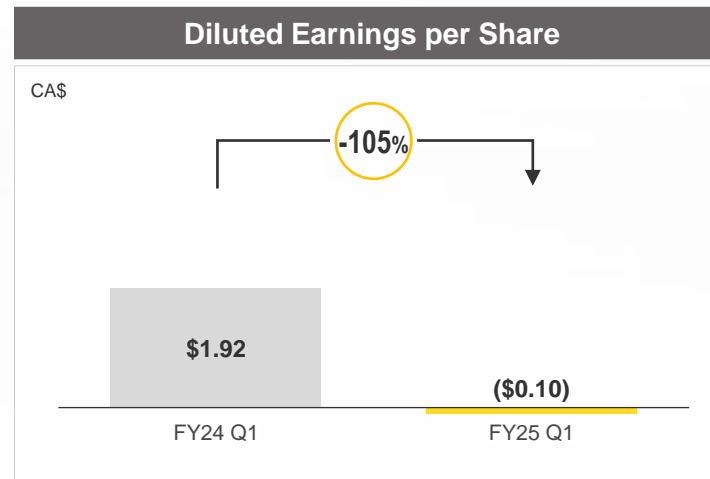 Diluted Earnings per Share
CA$
-105%
$1.92
($0.10)
FY24 Q1
FY25 Q1